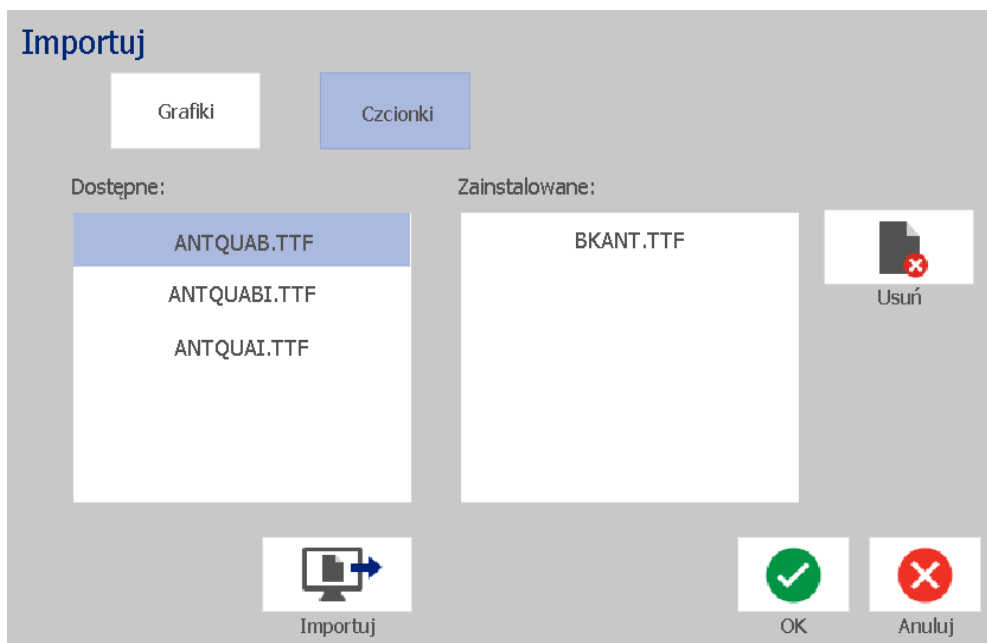 Importuj
Grafiki
Czcionki
Dostępne:
Zainstalowane:
ANTQUAB.TTF
BKANT.TTF
ANTQUABI.TTF
ANTQUAI.TTF
Usuń
Importuj
OK
Anuluj